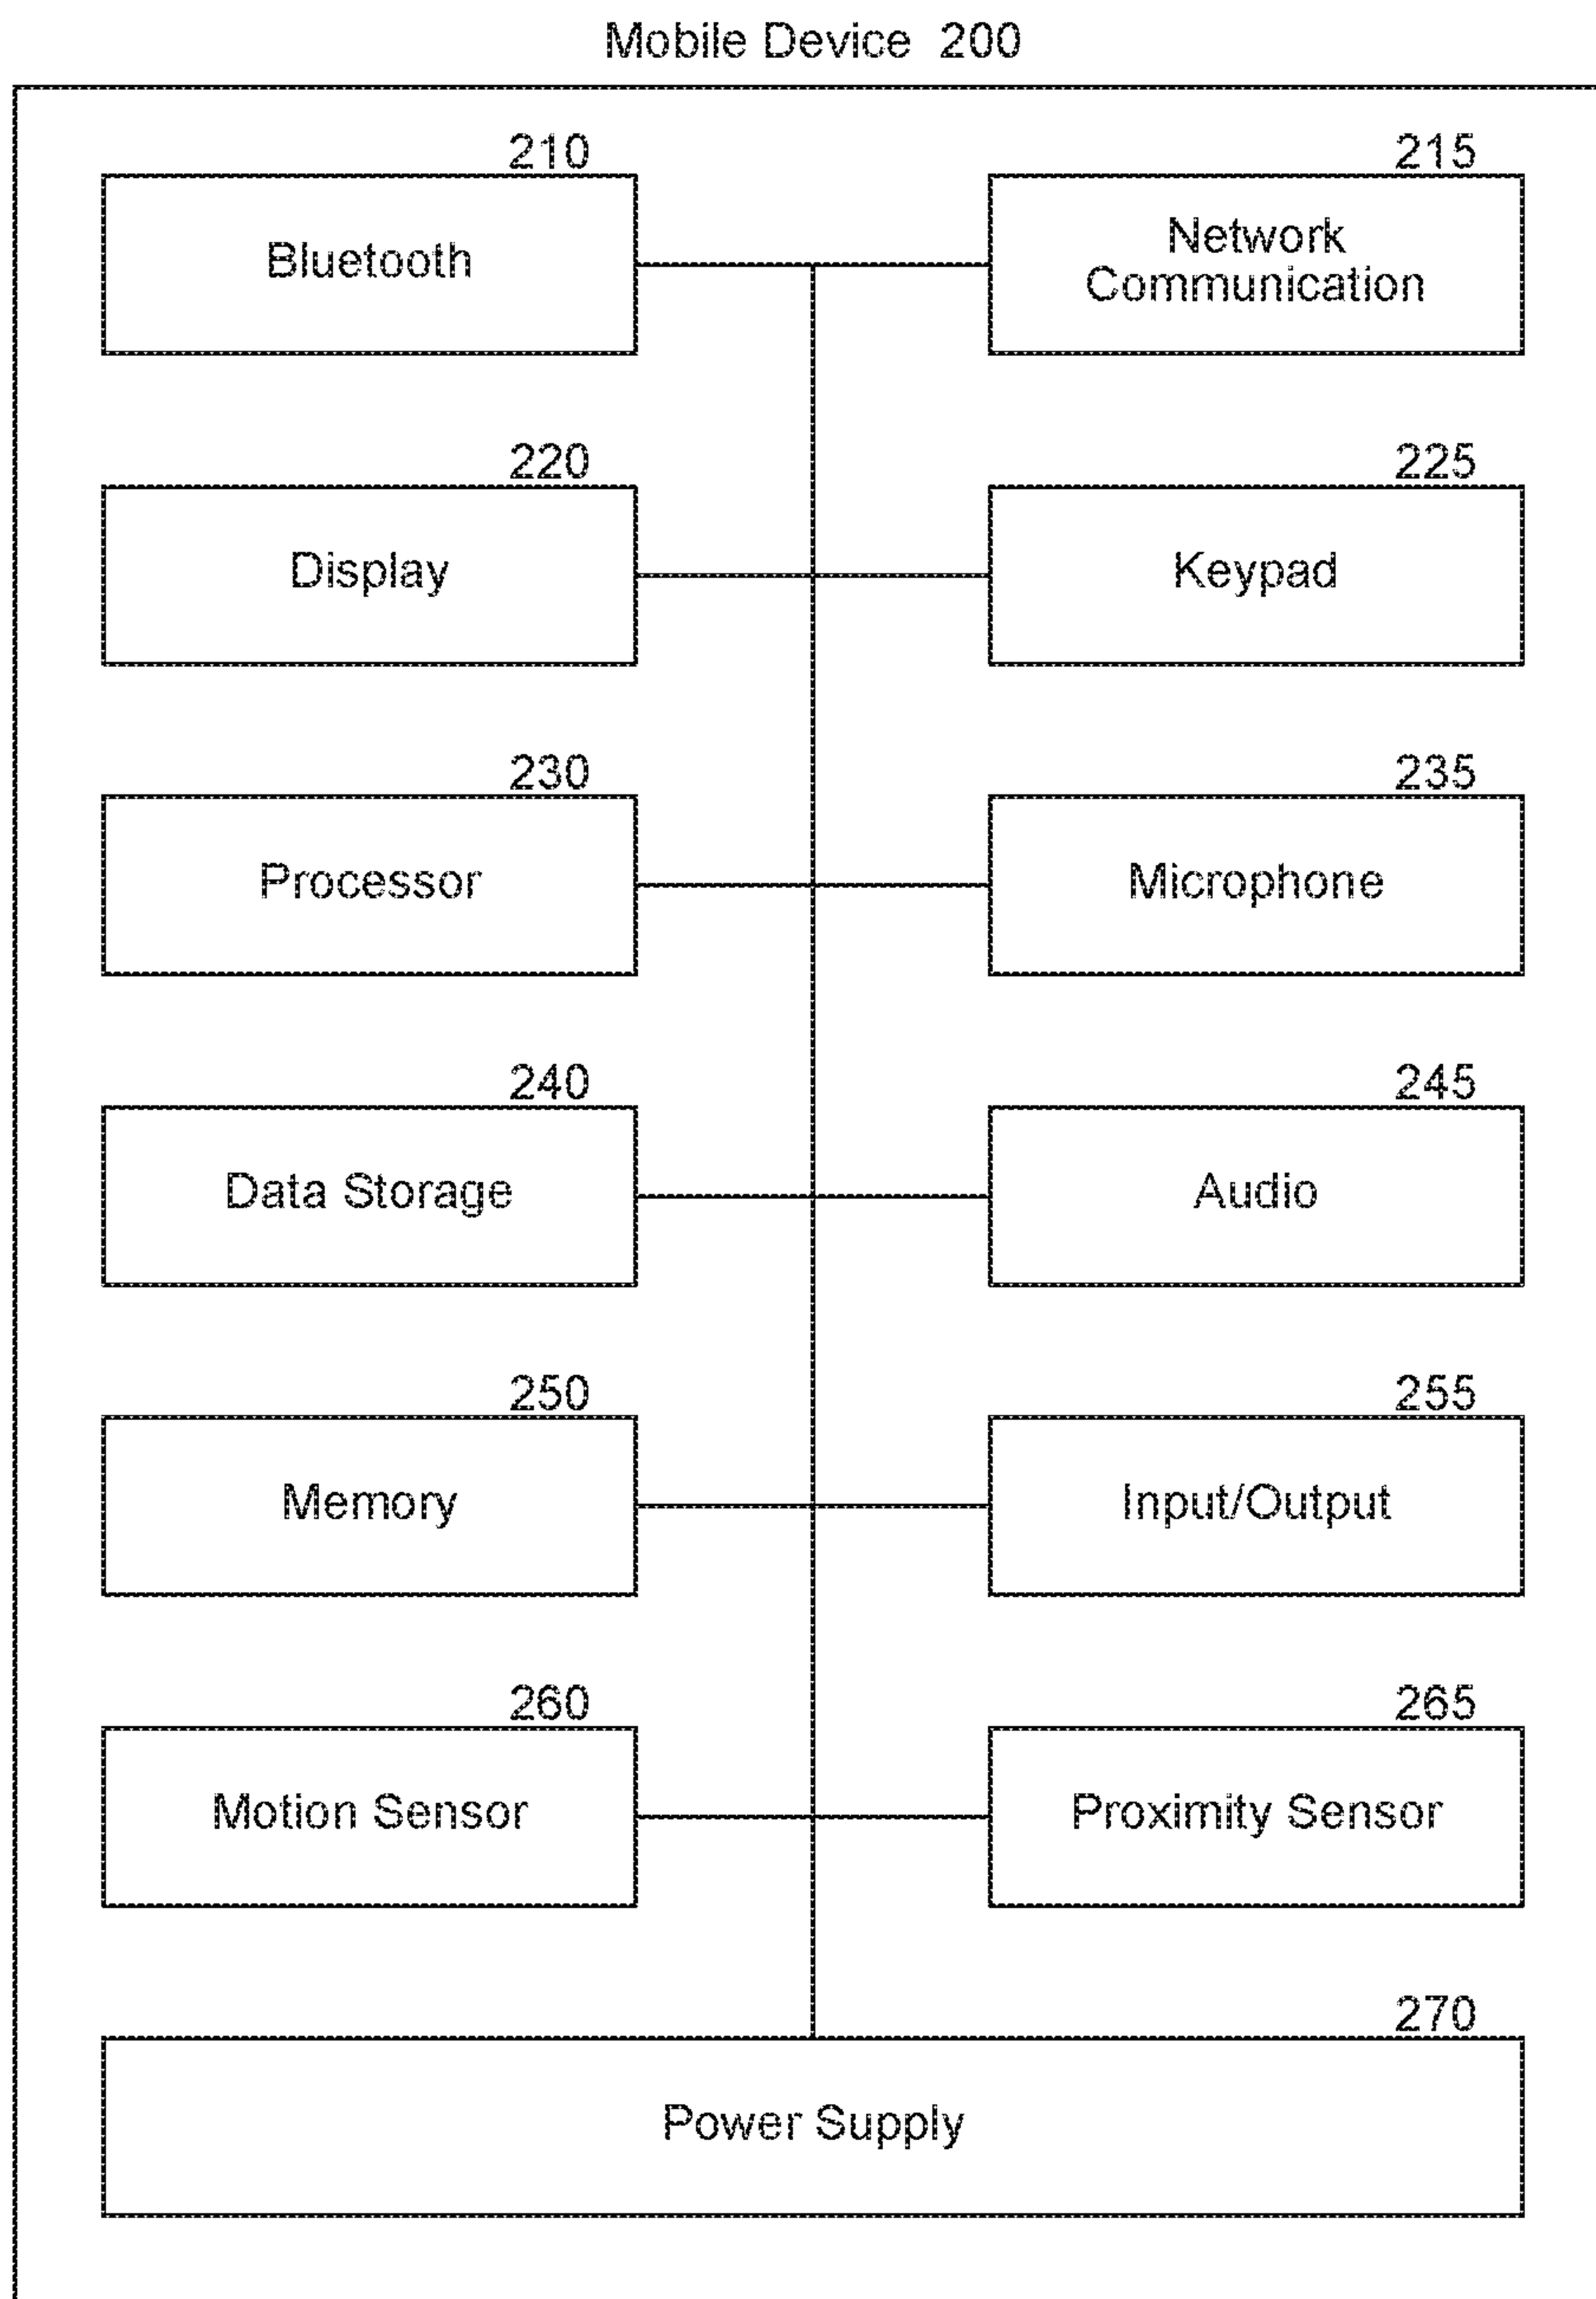 Mobile Device 200
210
Bluetooth
215
Network
Communication
220
Display
225
Keypad
230
Processor
235
Microphone
240
Data Storage
245
Audio
250
Memory
255
Input/Output
260
Motion Sensor
265
Proximity Sensor
270
Power Supply